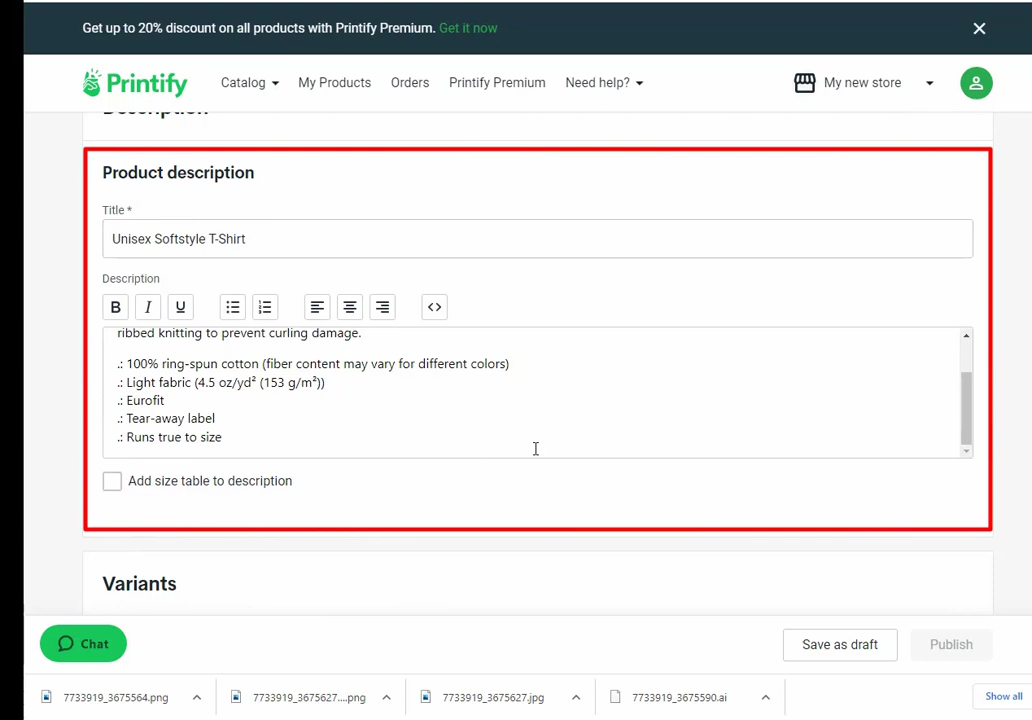 Get up to 20% discount on all products with Printify Premium. Get it now
Printify
Catalog
My Products
Orders
Printify Premium
Need help?
My new store
Description
Product description
Title *
Unisex Softstyle T-Shirt
Description
B I U
ribbed knitting to prevent curling damage.
.: 100% ring-spun cotton (fiber content may vary for different colors)
.: Light fabric (4.5 oz/yd² (153 g/m²))
.: Eurofit
.: Tear-away label
.: Runs true to size
Add size table to description
Variants
Chat
Save as draft
Publish
7733919_3675564.png
7733919_3675627....png
7733919_3675627.jpg
7733919_3675590.ai
Show all